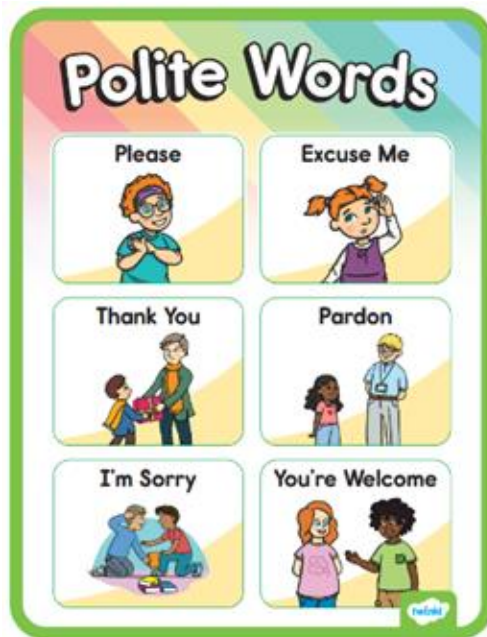 Polite Words
Please
Excuse Me
Thank You
Pardon
I'm Sorry
You're Welcome
twinkl